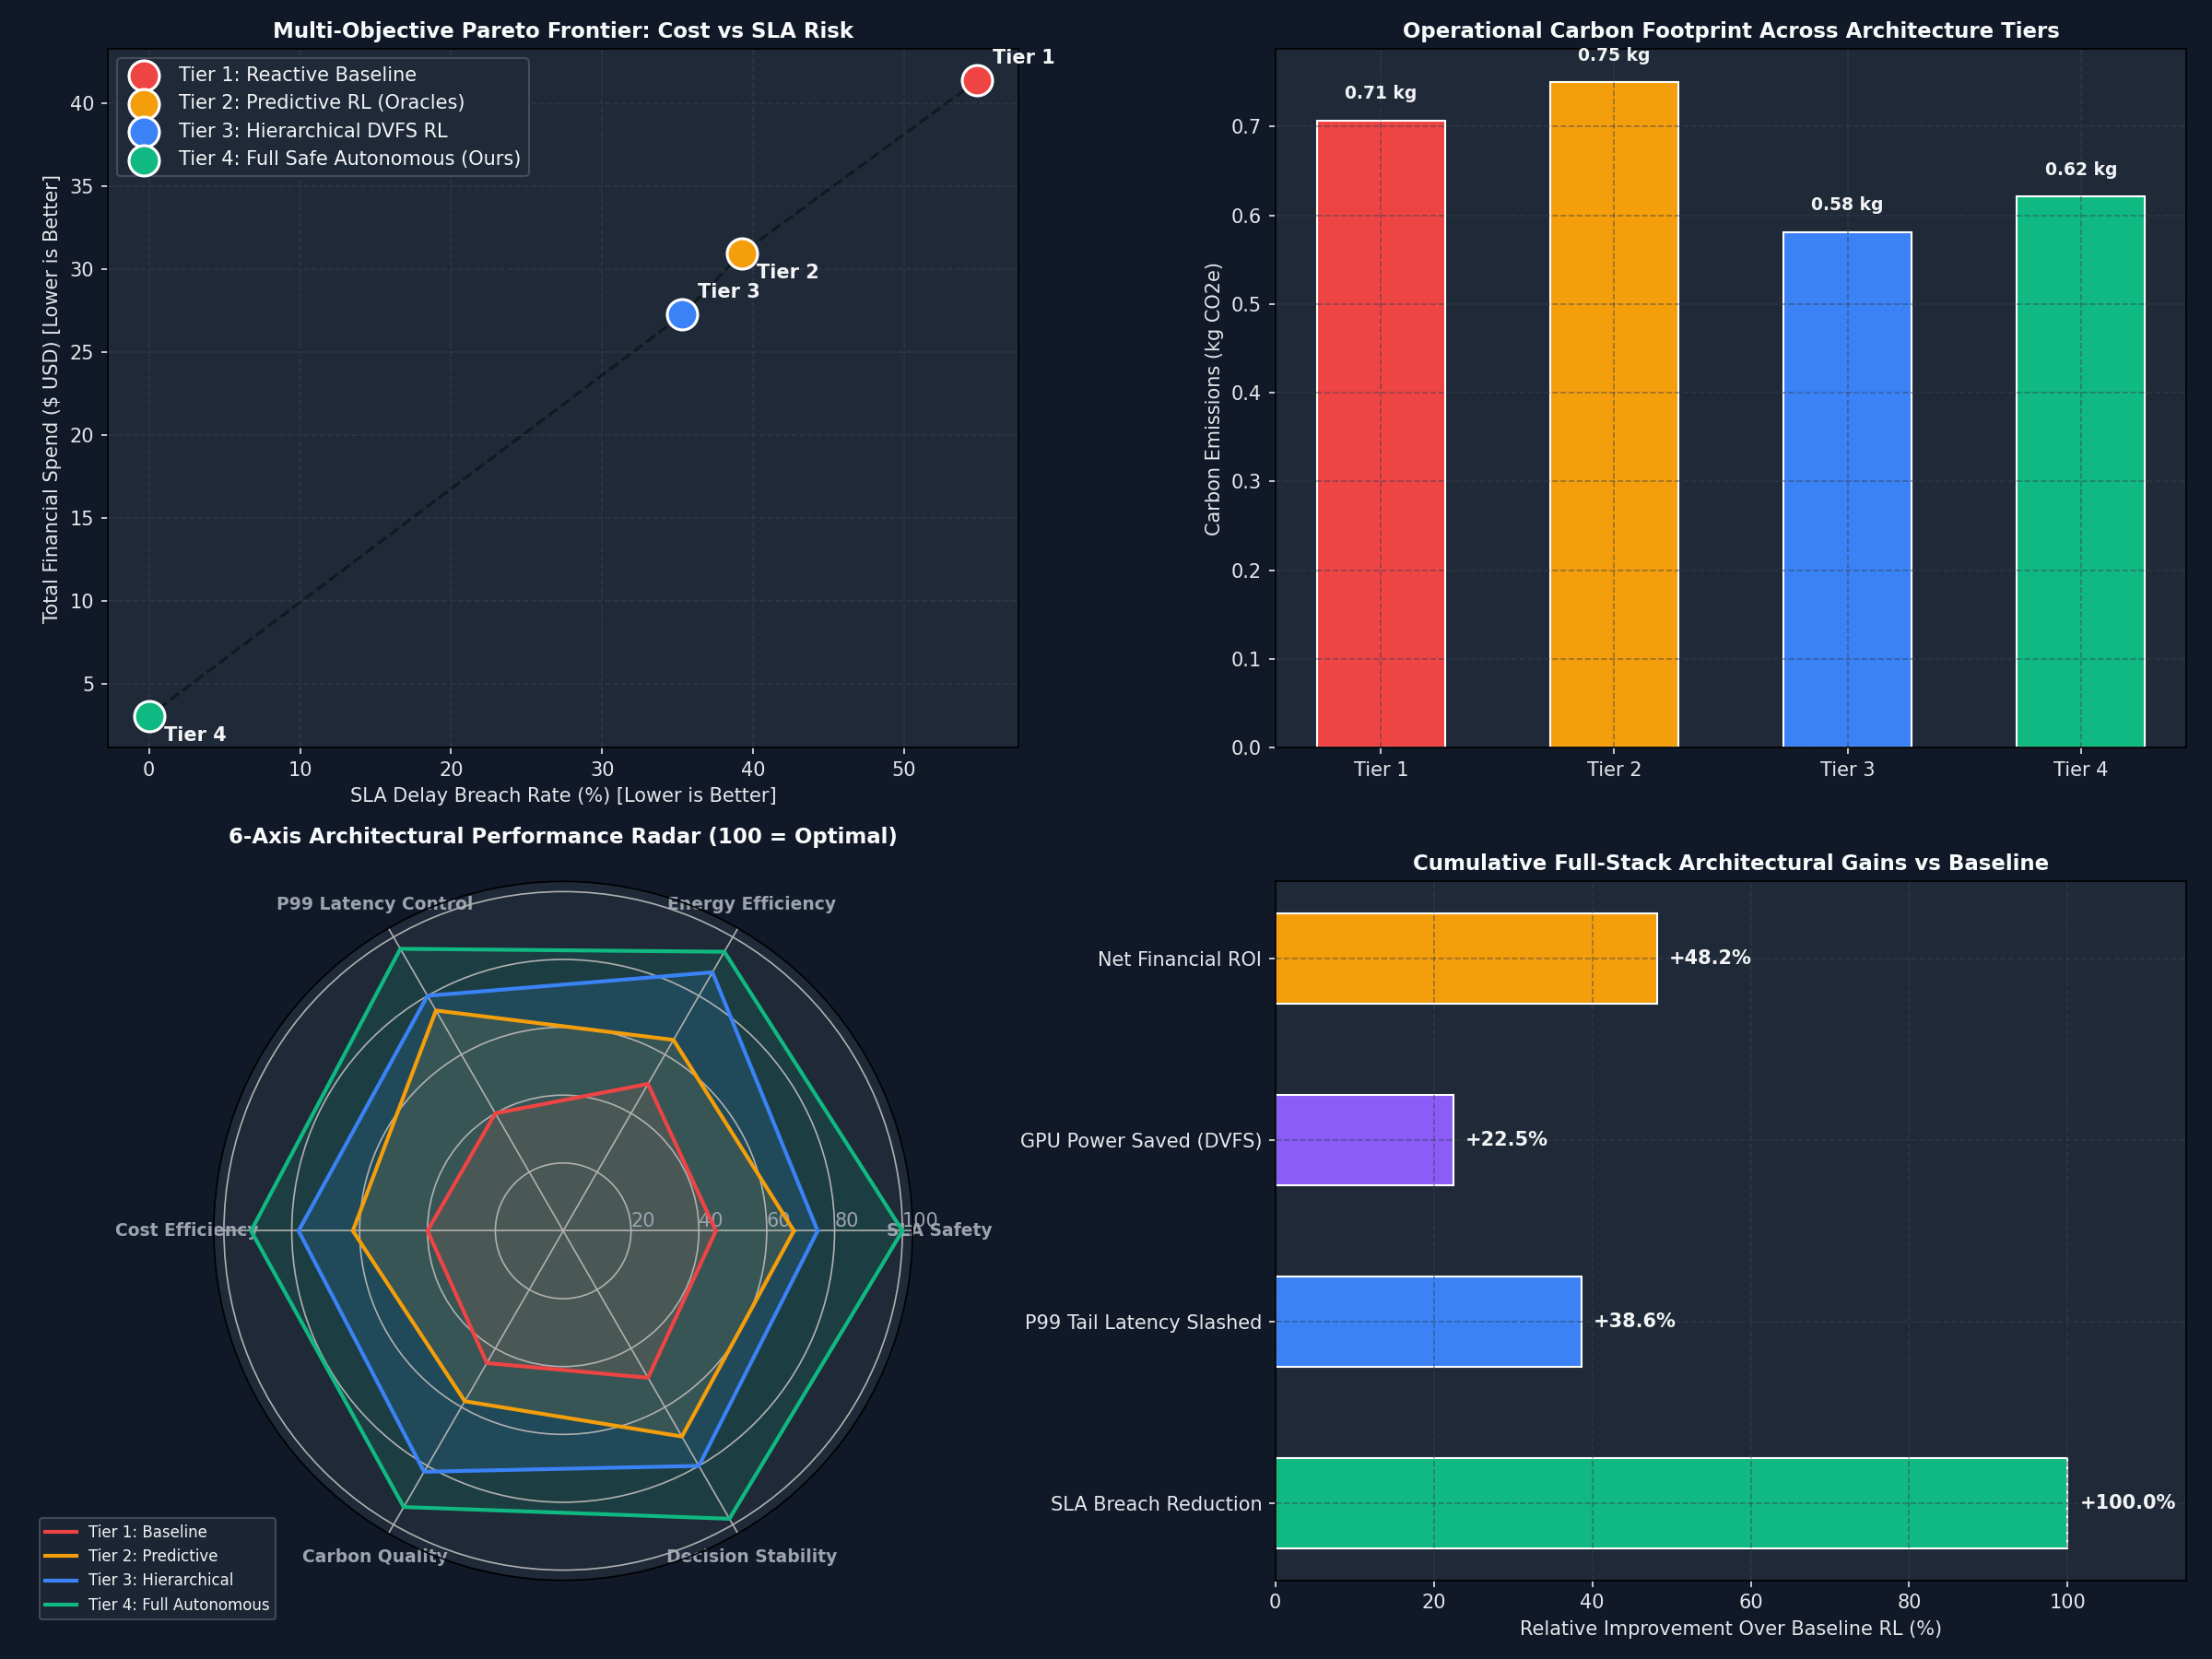 Multi-Objective Pareto Frontier: Cost vs SLA Risk
Tier 1: Reactive Baseline
Tier 2: Predictive RL (Oracles)
Tier 3: Hierarchical DVFS RL
Tier 4: Full Safe Autonomous (Ours)
Tier 1
Tier 2
Tier 3
Tier 4
Total Financial Spend ($ USD) [Lower is Better]
40
35
30
25
20
15
10
5
0 10 20 30 40 50
SLA Delay Breach Rate (%) [Lower is Better]
Operational Carbon Footprint Across Architecture Tiers
0.71 kg
0.75 kg
0.58 kg
0.62 kg
Carbon Emissions (kg CO2e)
0.7
0.6
0.5
0.4
0.3
0.2
0.1
0.0
Tier 1 Tier 2 Tier 3 Tier 4
6-Axis Architectural Performance Radar (100 = Optimal)
P99 Latency Control
Energy Efficiency
Cost Efficiency
SLA Safety
20 40 60 80 100
Carbon Quality
Decision Stability
Tier 1: Baseline
Tier 2: Predictive
Tier 3: Hierarchical
Tier 4: Full Autonomous
Cumulative Full-Stack Architectural Gains vs Baseline
Net Financial ROI
+48.2%
GPU Power Saved (DVFS)
+22.5%
P99 Tail Latency Slashed
+38.6%
SLA Breach Reduction
+100.0%
0 20 40 60 80 100
Relative Improvement Over Baseline RL (%)